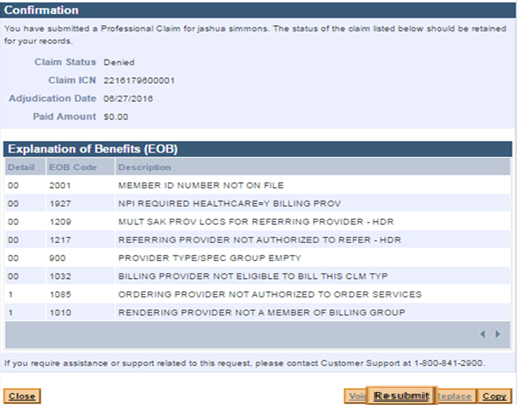 Confirmation
You have submitted a Professional Claim for jashua simmons. The status of the claim listed below should be retained
for your records.
Claim Status Denied
Claim ICN 2216179600001
Adjudication Date 06/27/2016
Paid Amount $0.00
Explanation of Benefits (EOB)
Detail EOB Code Description
00 2001 MEMBER ID NUMBER NOT ON FILE
00 1927 NPI REQUIRED HEALTHCARE=Y BILLING PROV
00 1209 MULT SAK PROV LOCS FOR REFERRING PROVIDER - HDR
00 1217 REFERRING PROVIDER NOT AUTHORIZED TO REFER - HDR
00 900 PROVIDER TYPE/SPEC GROUP EMPTY
00 1032 BILLING PROVIDER NOT ELIGIBLE TO BILL THIS CLM TYP
1 1085 ORDERING PROVIDER NOT AUTHORIZED TO ORDER SERVICES
1 1010 RENDERING PROVIDER NOT A MEMBER OF BILLING GROUP
If you require assistance or support related to this request, please contact Customer Support at 1-800-841-2900.
Close Voi Resubmit eplace Copy